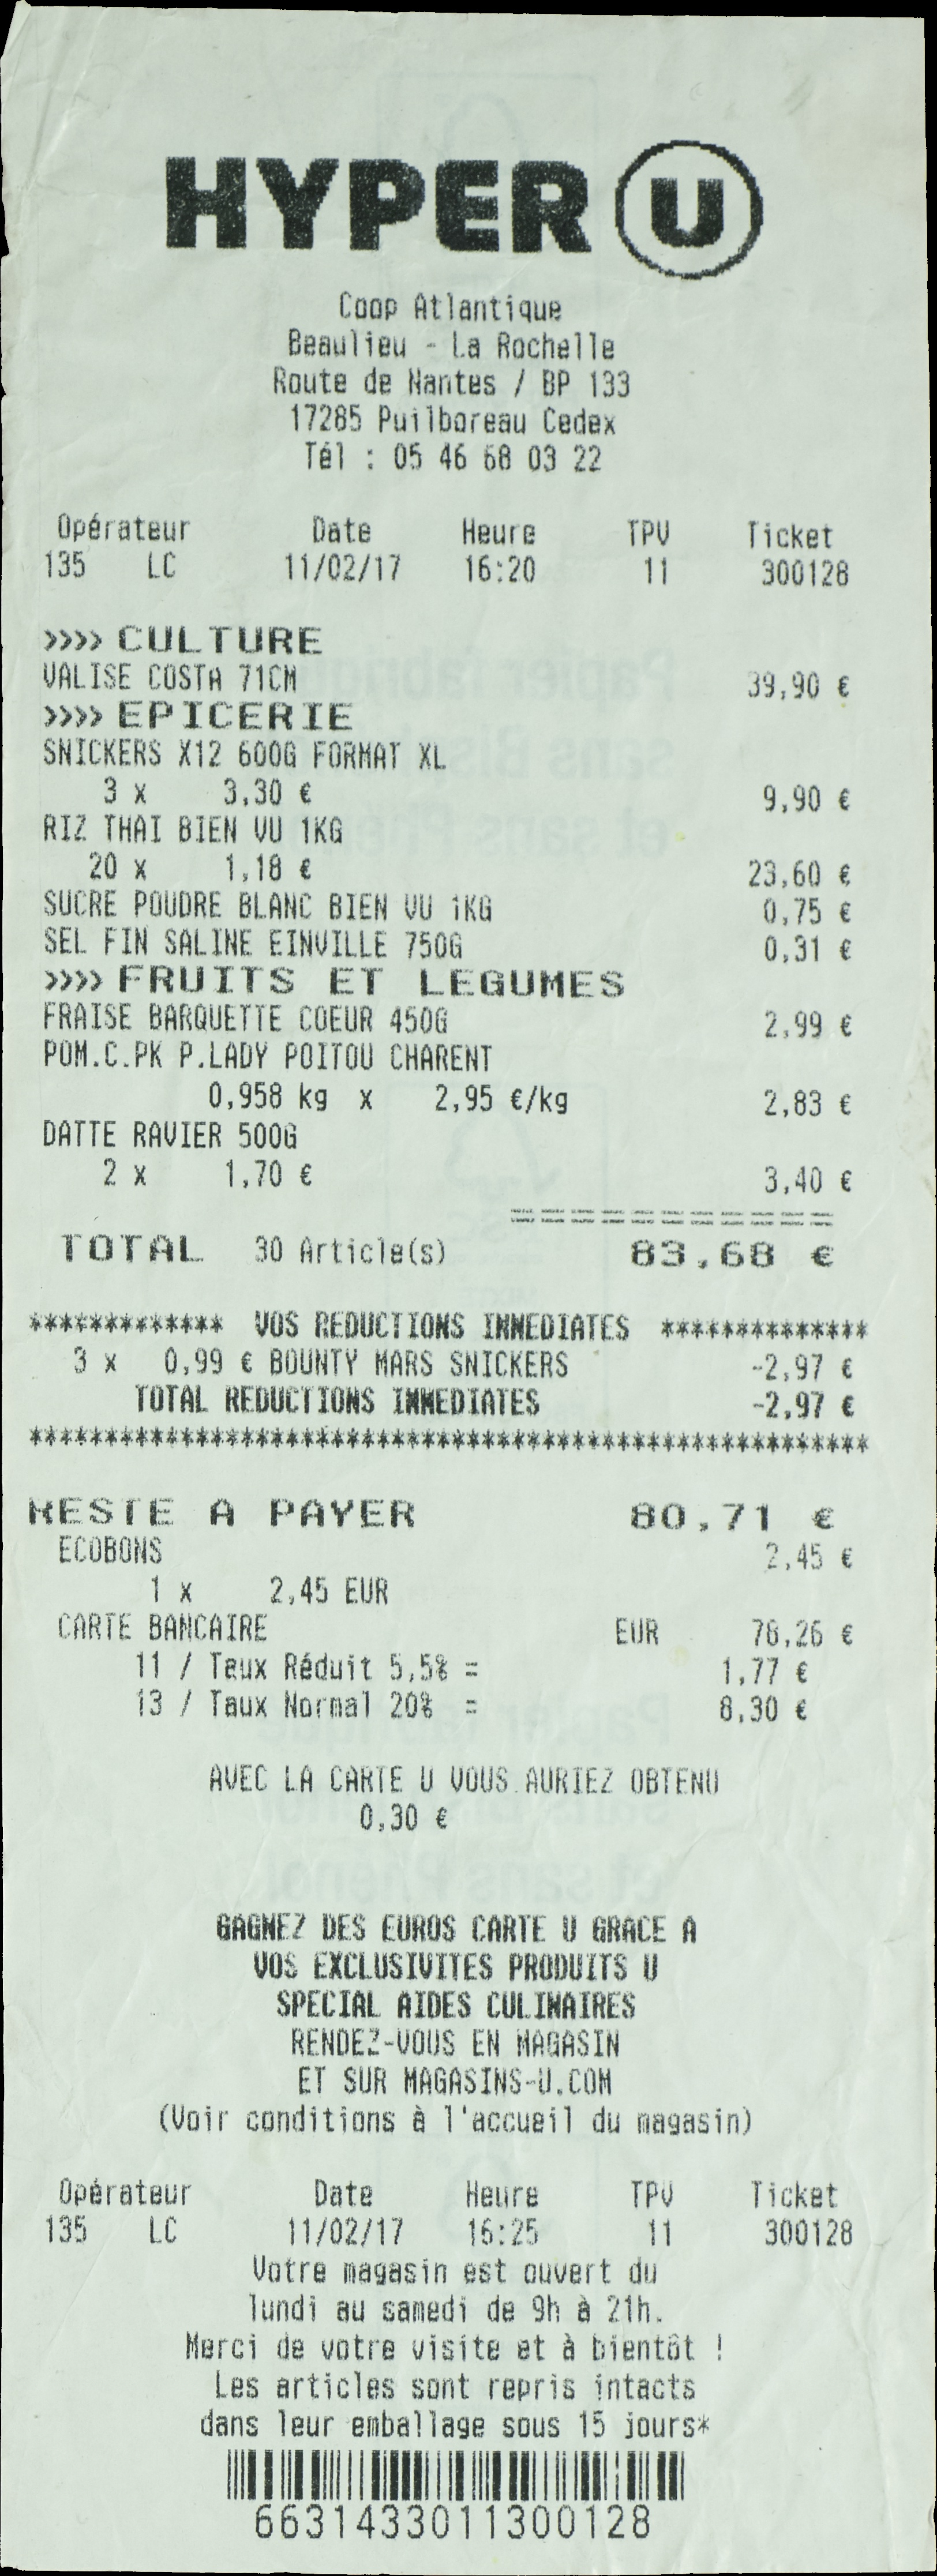 HYPER U
Coop Atlantique
Beaulieu - La Rochelle
Route de Nantes / BP 133
17285 Puilboreau Cedex
Tél : 05 46 68 03 22
Opérateur Date Heure TPV Ticket
135 LC 11/02/17 16:20 11 300128
»»CULTURE
VALISE COSTA 71CM 39,90 €
»»EPICERIE
SNICKERS X12 600G FORMAT XL
3 x 3,30 € 9,90 €
RIZ THAI BIEN VU 1KG
20 x 1,18 € 23,60 €
SUCRE POUDRE BLANC BIEN VU 1KG 0,75 €
SEL FIN SALINE EINVILLE 750G 0,31 €
»»FRUITS ET LEGUMES
FRAISE BARQUETTE COEUR 450G 2,99 €
POM.C.PK P.LADY POITOU CHARENT
0,958 kg x 2,95 €/kg 2,83 €
DATTE RAVIER 500G
2 x 1,70 € 3,40 €
TOTAL 30 Article(s) 83,68 €
************* VOS REDUCTIONS IMMEDIATES **************
3 x 0,99 € BOUNTY MARS SNICKERS -2,97 €
TOTAL REDUCTIONS IMMEDIATES -2,97 €
********************************************************
RESTE A PAYER 80,71 €
ECOBONS 2,45 €
1 x 2,45 EUR
CARTE BANCAIRE EUR 78,26 €
11 / Taux Réduit 5,5% = 1,77 €
13 / Taux Normal 20% = 8,30 €
AVEC LA CARTE U VOUS AURIEZ OBTENU
0,30 €
GAGNEZ DES EUROS CARTE U GRACE A
VOS EXCLUSIVITES PRODUITS U
SPECIAL AIDES CULINAIRES
RENDEZ-VOUS EN MAGASIN
ET SUR MAGASINS-U.COM
(Voir conditions à l'accueil du magasin)
Opérateur Date Heure TPV Ticket
135 LC 11/02/17 16:25 11 300128
Votre magasin est ouvert du
lundi au samedi de 9h à 21h.
Merci de votre visite et à bientôt !
Les articles sont repris intacts
dans leur emballage sous 15 jours*
6631433011300128